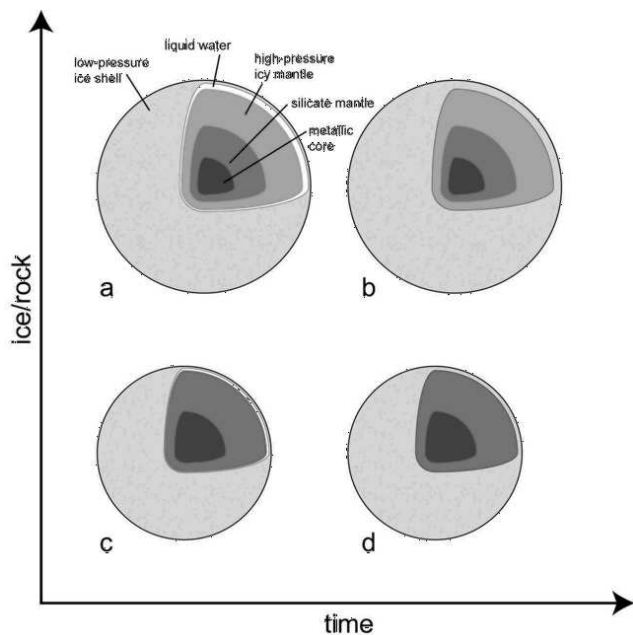 liquid water
low-pressure
ice shell
high-pressure
icy mantle
silicate mantle
metallic
core
a
b
ice/rock
c
d
time